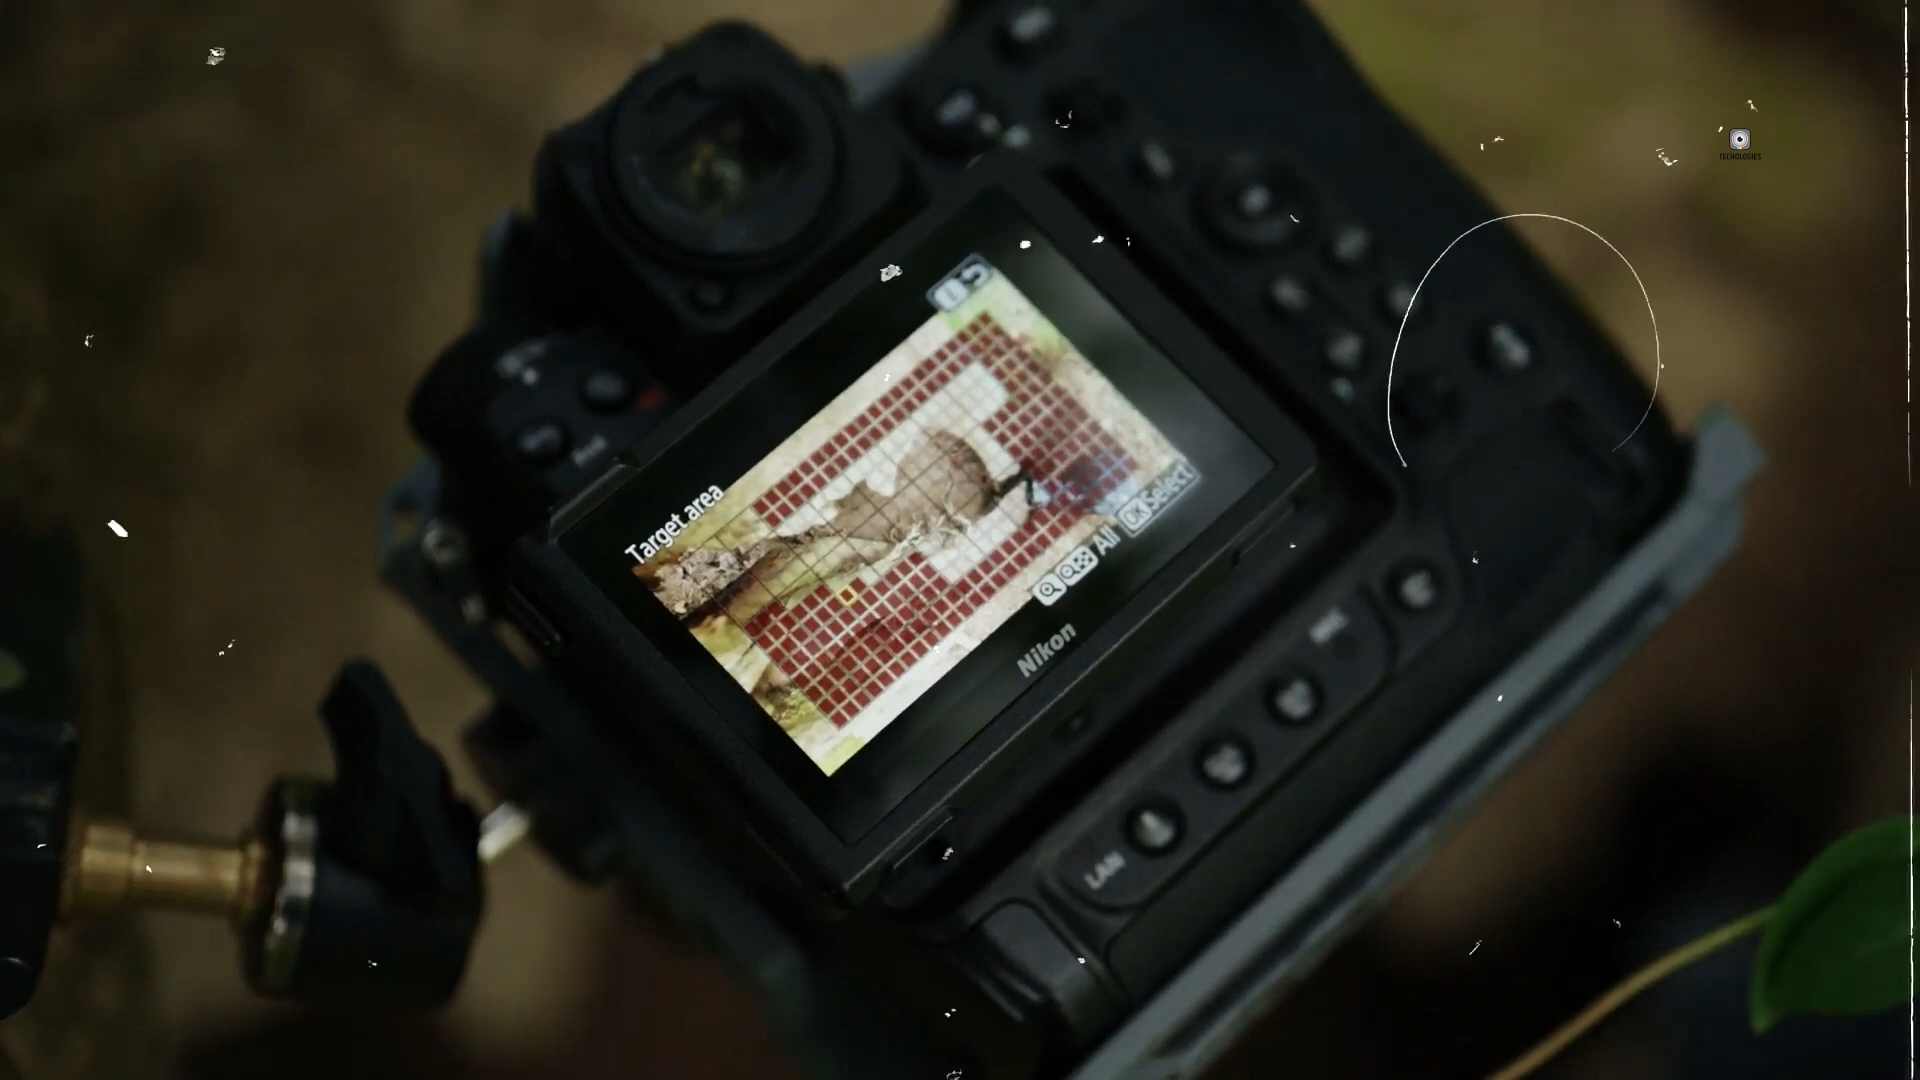 TECHOLOGIES
Target area
OK Select
All
Nikon
LAN